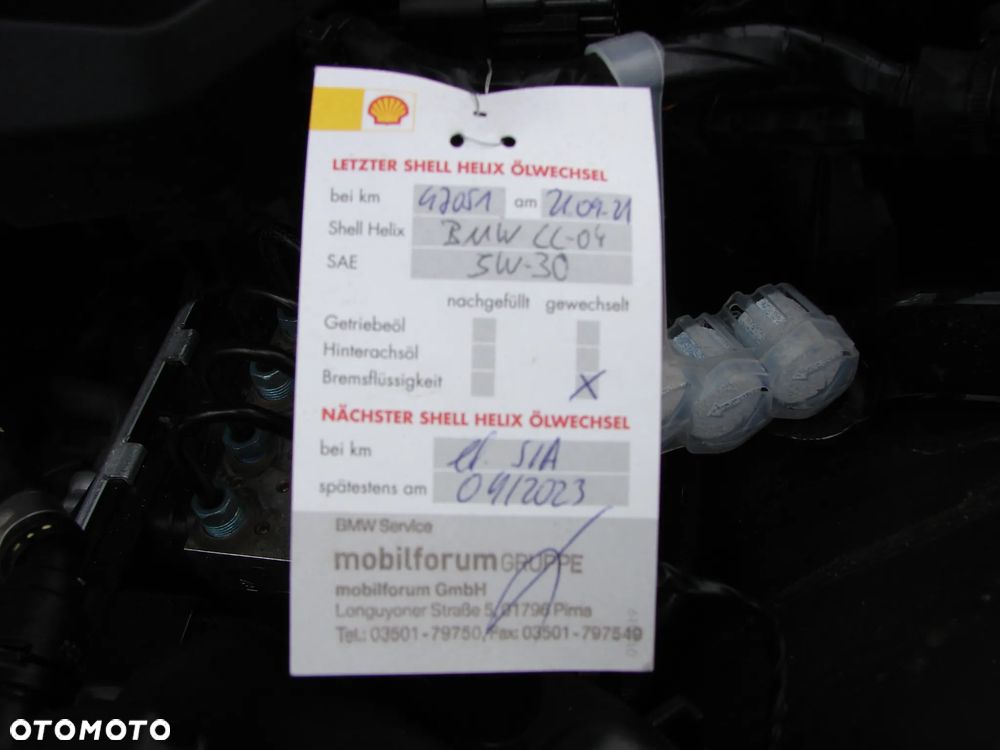 LETZTER SHELL HELIX ÖLWECHSEL
bei km 47051 am 21.09.21
Shell Helix BMW LL-04
SAE 5W-30
nachgefüllt gewechselt
Getriebeöl
Hinterachsöl
Bremsflüssigkeit X
NÄCHSTER SHELL HELIX ÖLWECHSEL
bei km lt. SIA
spätestens am 09/2023
BMW Service
mobilforumGRUPPE
mobilforum GmbH
Longuyoner Straße 5, 01796 Pirna
Tel.: 03501 - 79750, Fax: 03501 - 797549
OTOMOTO